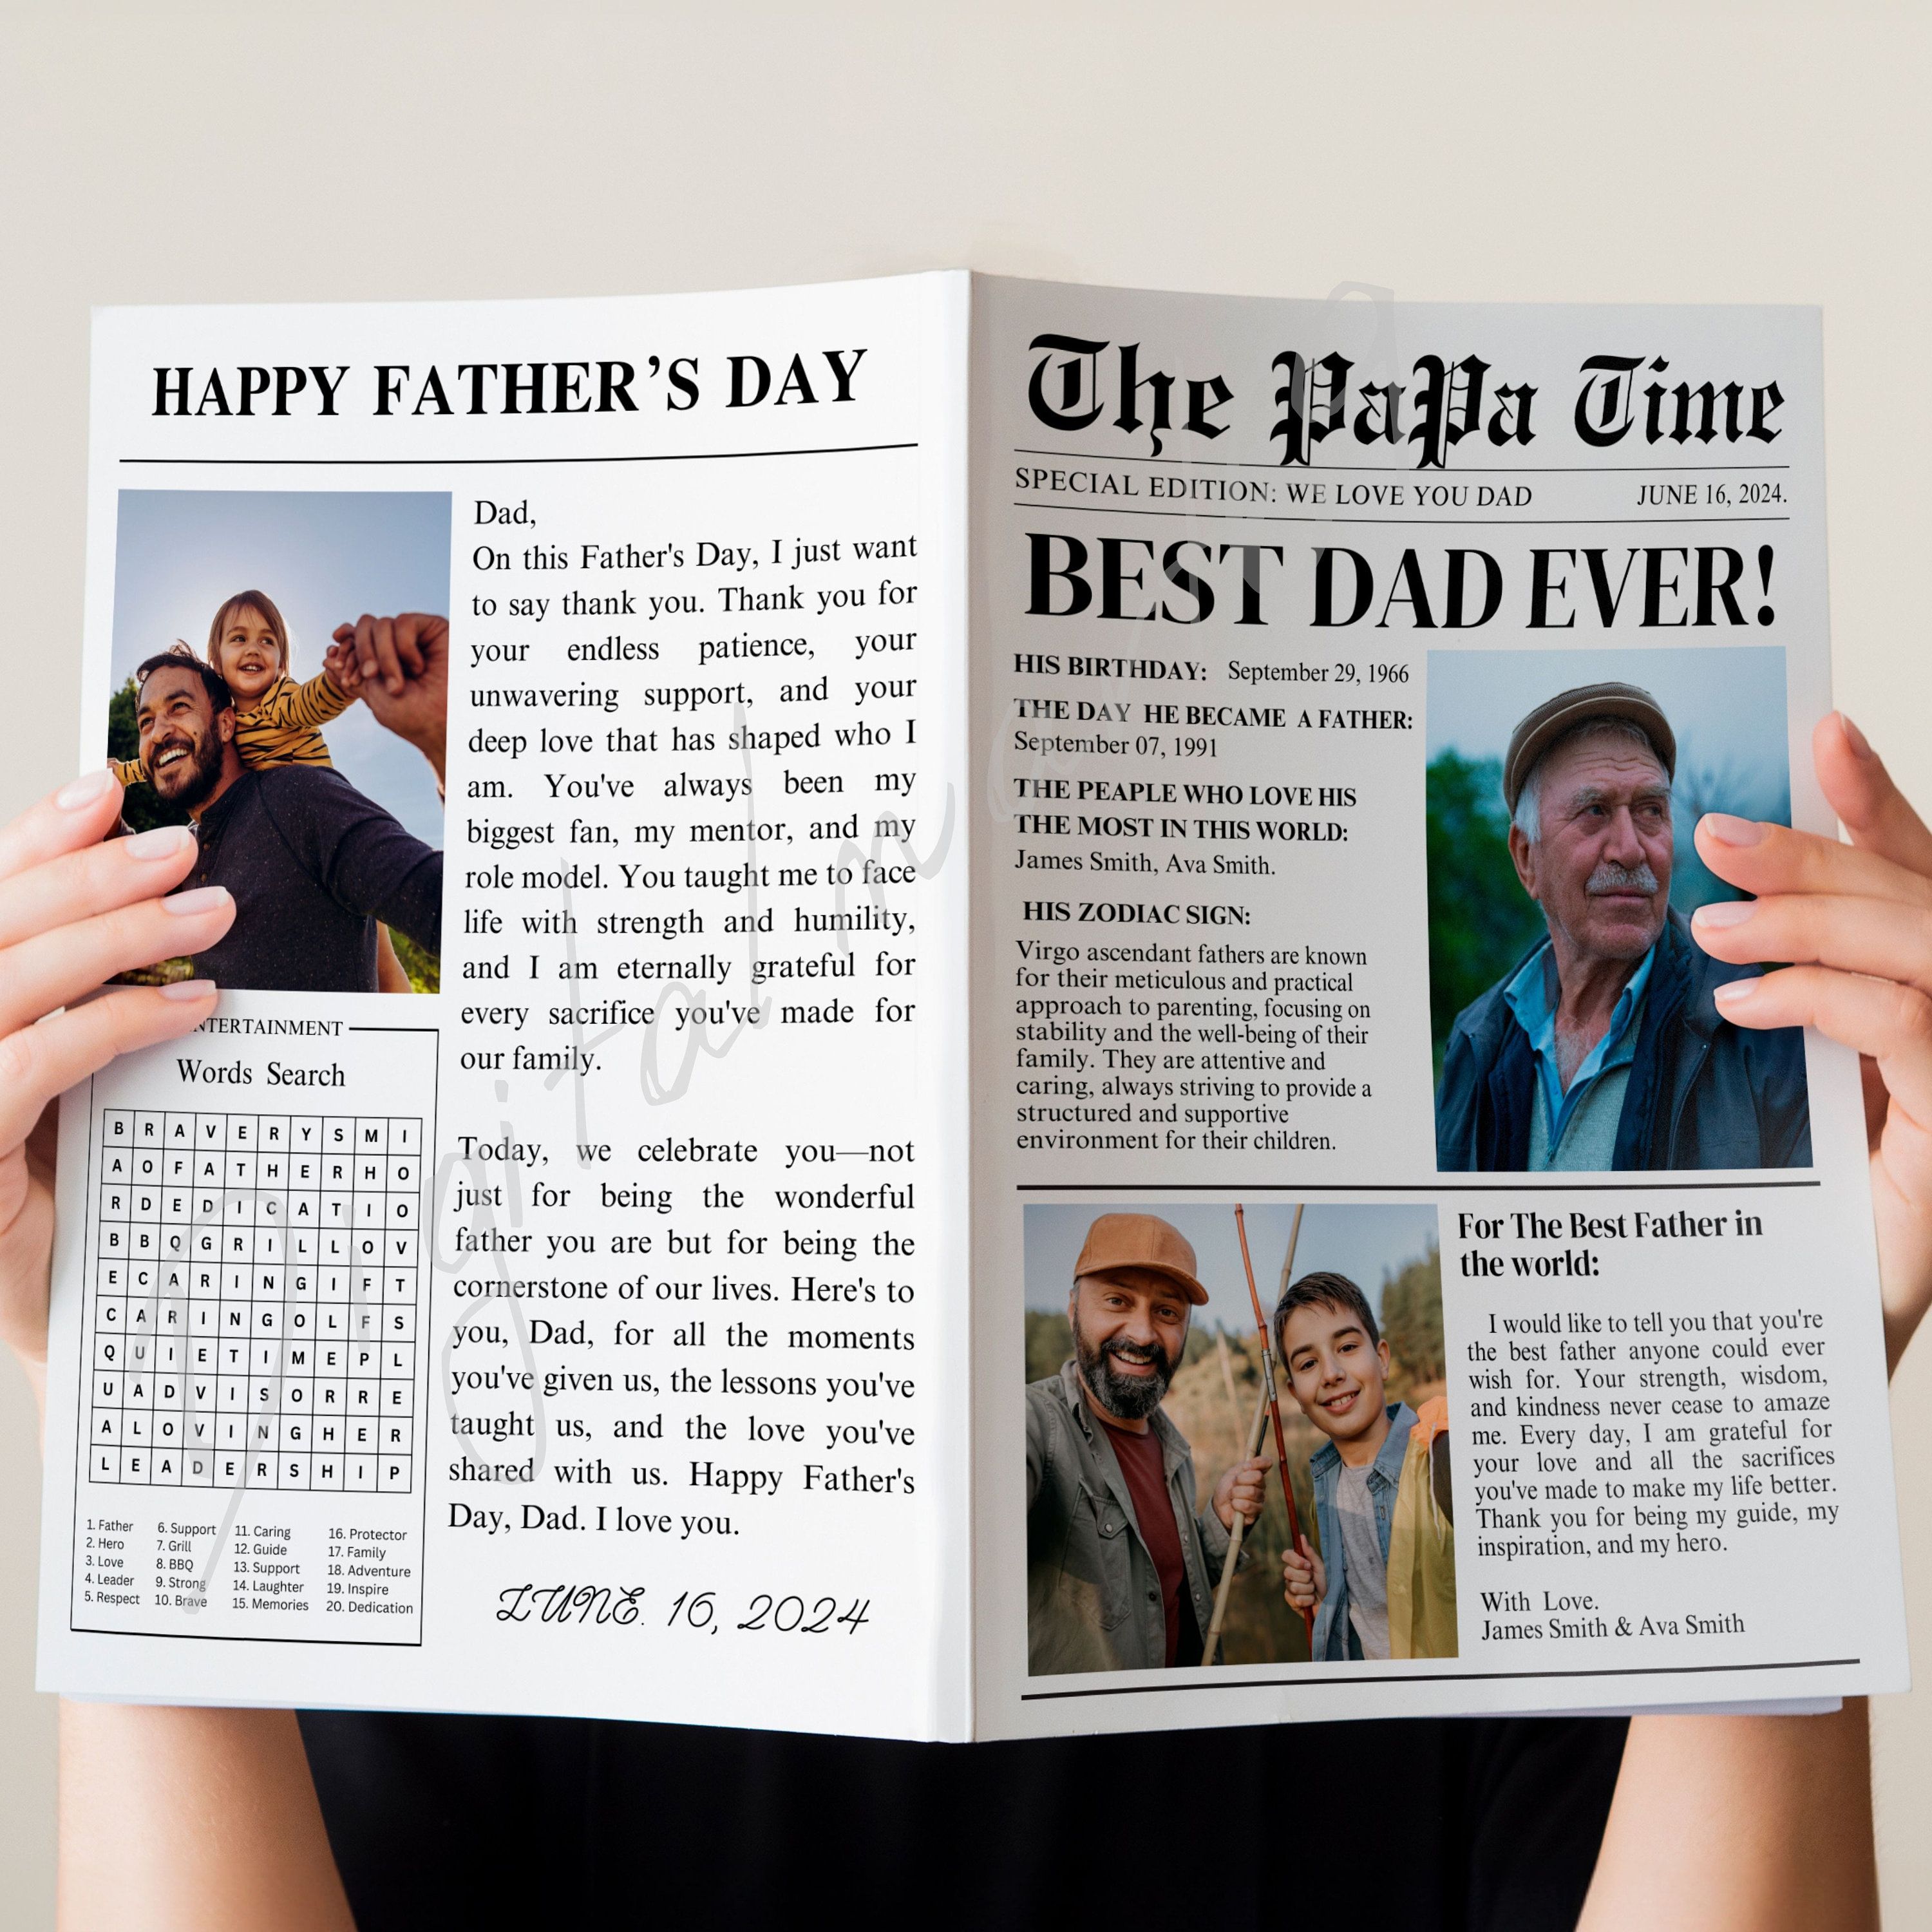 HAPPY FATHER’S DAY
Dad,
On this Father's Day, I just want
to say thank you. Thank you for
your endless patience, your
unwavering support, and your
deep love that has shaped who I
am. You've always been my
biggest fan, my mentor, and my
role model. You taught me to face
life with strength and humility,
and I am eternally grateful for
every sacrifice you've made for
our family.
Today, we celebrate you—not
just for being the wonderful
father you are but for being the
cornerstone of our lives. Here's to
you, Dad, for all the moments
you've given us, the lessons you've
taught us, and the love you've
shared with us. Happy Father's
Day, Dad. I love you.
JUNE. 16, 2024
NTERTAINMENT
Words Search
B R A V E R Y S M I
A O F A T H E R H O
R D E D I C A T I O
B B Q G R I L L O V
E C A R I N G I F T
C A R I N G O L F S
Q U I E T I M E P L
U A D V I S O R R E
A L O V I N G H E R
L E A D E R S H I P
1. Father
2. Hero
3. Love
4. Leader
5. Respect
6. Support
7. Grill
8. BBQ
9. Strong
10. Brave
11. Caring
12. Guide
13. Support
14. Laughter
15. Memories
16. Protector
17. Family
18. Adventure
19. Inspire
20. Dedication
The PaPa Time
SPECIAL EDITION: WE LOVE YOU DAD JUNE 16, 2024.
BEST DAD EVER!
HIS BIRTHDAY: September 29, 1966
THE DAY HE BECAME A FATHER:
September 07, 1991
THE PEAPLE WHO LOVE HIS
THE MOST IN THIS WORLD:
James Smith, Ava Smith.
HIS ZODIAC SIGN:
Virgo ascendant fathers are known
for their meticulous and practical
approach to parenting, focusing on
stability and the well-being of their
family. They are attentive and
caring, always striving to provide a
structured and supportive
environment for their children.
For The Best Father in
the world:
I would like to tell you that you're
the best father anyone could ever
wish for. Your strength, wisdom,
and kindness never cease to amaze
me. Every day, I am grateful for
your love and all the sacrifices
you've made to make my life better.
Thank you for being my guide, my
inspiration, and my hero.
With Love.
James Smith & Ava Smith